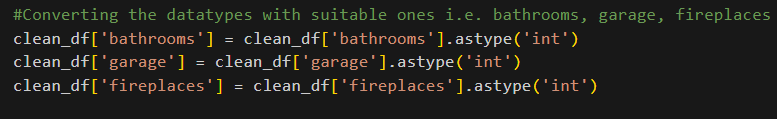 #Converting the datatypes with suitable ones i.e. bathrooms, garage, fireplaces
clean_df['bathrooms'] = clean_df['bathrooms'].astype('int')
clean_df['garage'] = clean_df['garage'].astype('int')
clean_df['fireplaces'] = clean_df['fireplaces'].astype('int')